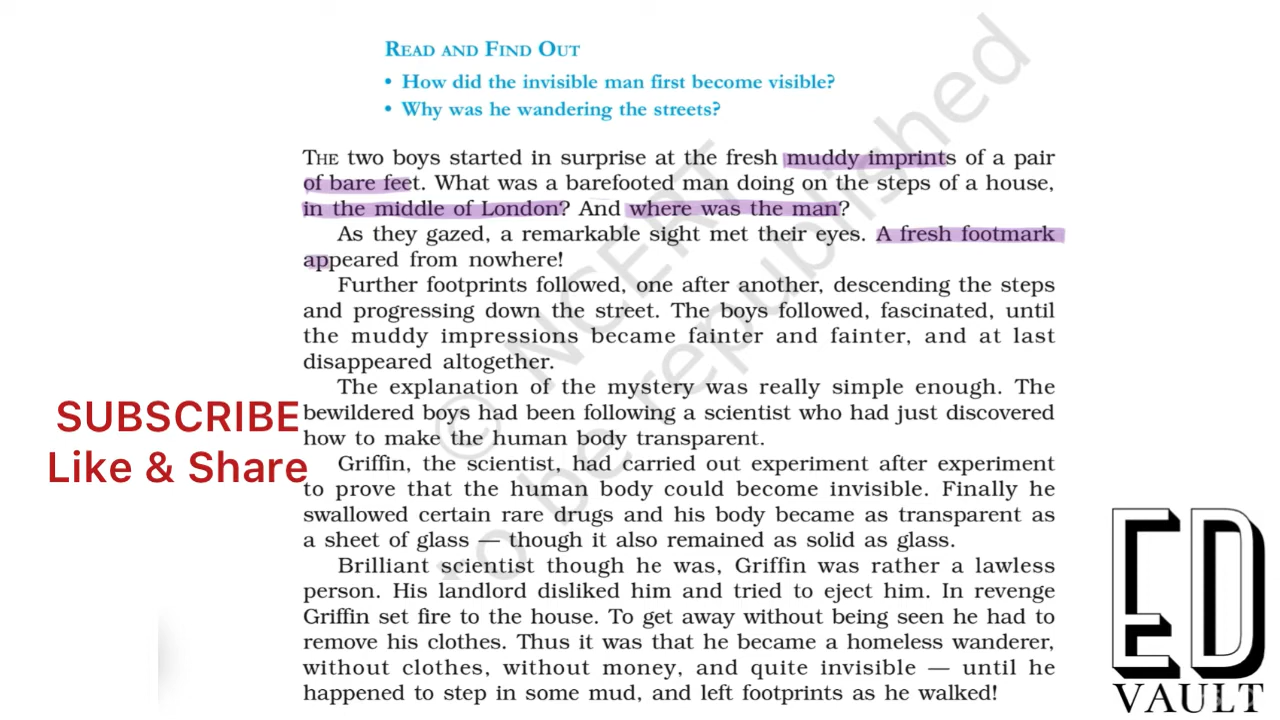 READ AND FIND OUT
• How did the invisible man first become visible?
• Why was he wandering the streets?
THE two boys started in surprise at the fresh muddy imprints of a pair
of bare feet. What was a barefooted man doing on the steps of a house,
in the middle of London? And where was the man?
As they gazed, a remarkable sight met their eyes. A fresh footmark
appeared from nowhere!
Further footprints followed, one after another, descending the steps
and progressing down the street. The boys followed, fascinated, until
the muddy impressions became fainter and fainter, and at last
disappeared altogether.
The explanation of the mystery was really simple enough. The
bewildered boys had been following a scientist who had just discovered
how to make the human body transparent.
Griffin, the scientist, had carried out experiment after experiment
to prove that the human body could become invisible. Finally he
swallowed certain rare drugs and his body became as transparent as
a sheet of glass — though it also remained as solid as glass.
Brilliant scientist though he was, Griffin was rather a lawless
person. His landlord disliked him and tried to eject him. In revenge
Griffin set fire to the house. To get away without being seen he had to
remove his clothes. Thus it was that he became a homeless wanderer,
without clothes, without money, and quite invisible — until he
happened to step in some mud, and left footprints as he walked!
SUBSCRIBE
Like & Share
© NCERT
to be republished
ED
VAULT